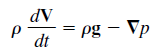 ρ dV/dt = ρg − ∇p